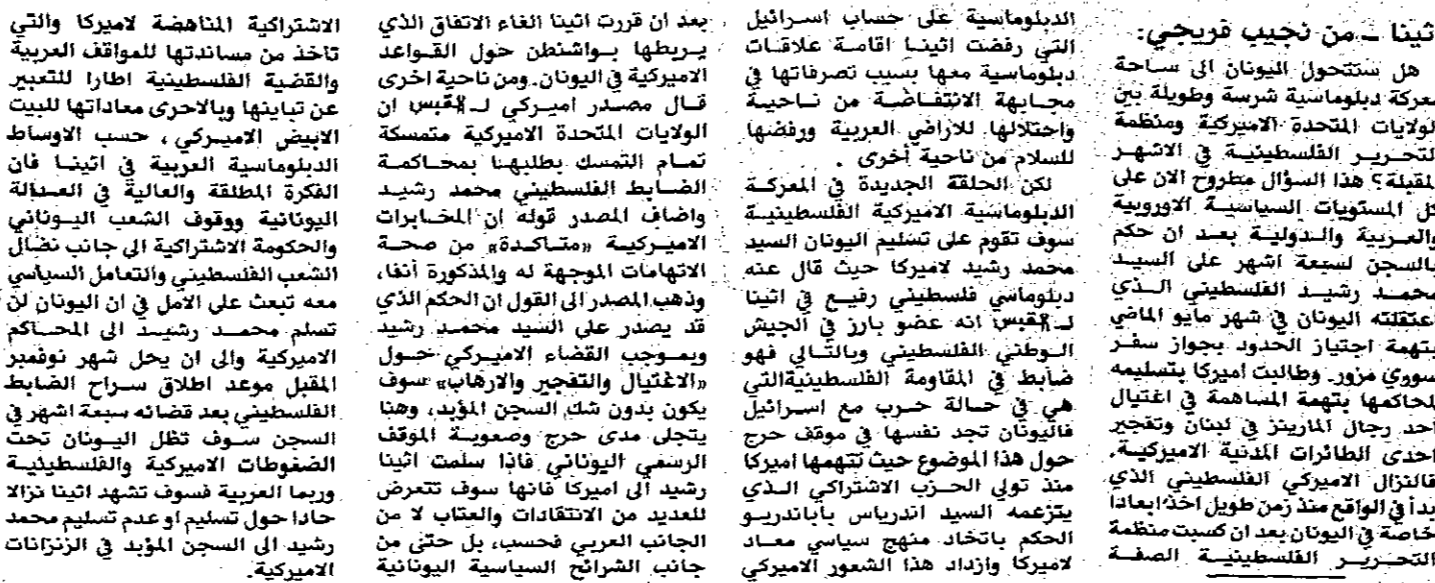 اثينا ـ من نجيب فريجي:
هل ستتحول اليونان الى ساحة
معركة دبلوماسية شرسة وطويلة بين
الولايات المتحدة الاميركية ومنظمة
التحرير الفلسطينية في الاشهر
المقبلة؟ هذا السؤال مطروح الان على
كل المستويات السياسية الاوروبية
والعربية والدولية بعد ان حكم
بالسجن لسبعة اشهر على السيد
محمد رشيد الفلسطيني الذي
اعتقلته اليونان في شهر مايو الماضي
بتهمة اجتياز الحدود بجواز سفر
سوري مزور. وطالبت اميركا بتسليمه
لمحاكمها بتهمة المساهمة في اغتيال
أحد رجال المارينز في لبنان وتفجير
احدى الطائرات المدنية الاميركية.
فالنزال الاميركي الفلسطيني الذي
بدأ في الواقع منذ زمن طويل اخذ ابعادا
خاصة في اليونان بعد ان كسبت منظمة
التحرير الفلسطينية الصفة
الدبلوماسية على حساب اسرائيل
التي رفضت اثينا اقامة علاقات
دبلوماسية معها بسبب تصرفاتها في
مجابهة الانتفاضة من ناحية
واحتلالها للأراضي العربية ورفضها
للسلام من ناحية أخرى .
لكن الحلقة الجديدة في المعركة
الدبلوماسية الاميركية الفلسطينية
سوف تقوم على تسليم اليونان السيد
محمد رشيد لاميركا حيث قال عنه
دبلوماسي فلسطيني رفيع في اثينا
لـ القبس انه عضو بارز في الجيش
الوطني الفلسطيني وبالتالي فهو
ضابط في المقاومة الفلسطينيةالتي
هي في حالة حرب مع اسرائيل
فاليونان تجد نفسها في موقف حرج
حول هذا الموضوع حيث تتهمها اميركا
منذ تولي الحزب الاشتراكي الذي
يتزعمه السيد اندرياس باباندريو
الحكم باتخاد منهج سياسي معاد
لاميركا وازداد هذا الشعور الاميركي
بعد ان قررت اثينا الغاء الاتفاق الذي
يربطها بواشنطن حول القواعد
الاميركية في اليونان. ومن ناحية اخرى
قال مصدر اميركي لـ القبس ان
الولايات المتحدة الاميركية متمسكة
تمام التمسك بطلبها بمحاكمة
الضابط الفلسطيني محمد رشيد
واضاف المصدر قوله ان المخابرات
الاميركية «متاكدة» من صحة
الاتهامات الموجهة له والمذكورة أنفا،
وذهب المصدر الى القول ان الحكم الذي
قد يصدر على السيد محمد رشيد
وبموجب القضاء الاميركي حول
«الاغتيال والتفجير والارهاب» سوف
يكون بدون شك السجن المؤبد، وهنا
يتجلى مدى حرج وصعوبة الموقف
الرسمي اليوناني فاذا سلمت اثينا
رشيد الى اميركا فانها سوف تتعرض
للعديد من الانتقادات والعتاب لا من
الجانب العربي فحسب، بل حتى من
جانب الشرائح السياسية اليونانية
الاشتراكية المناهضة لاميركا والتي
تاخذ من مساندتها للمواقف العربية
والقضية الفلسطينية اطارا للتعبير
عن تباينها وبالاحرى معاداتها للبيت
الابيض الاميركي ، حسب الاوساط
الدبلوماسية العربية في اثينا فان
الفكرة المطلقة والعالية في العدالة
اليونانية ووقوف الشعب اليوناني
والحكومة الاشتراكية الى جانب نضال
الشعب الفلسطيني والتعامل السياسي
معه تبعث على الامل في ان اليونان لن
تسلم محمد رشيد الى المحاكم
الاميركية والى ان يحل شهر نوفمبر
المقبل موعد اطلاق سراح الضابط
الفلسطيني بعد قضائه سبعة اشهر في
السجن سوف تظل اليونان تحت
الضغوطات الاميركية والفلسطينية
وربما العربية فسوف تشهد اثينا نزالا
حادا حول تسليم او عدم تسليم محمد
رشيد الى السجن المؤبد في الزنزانات
الاميركية.